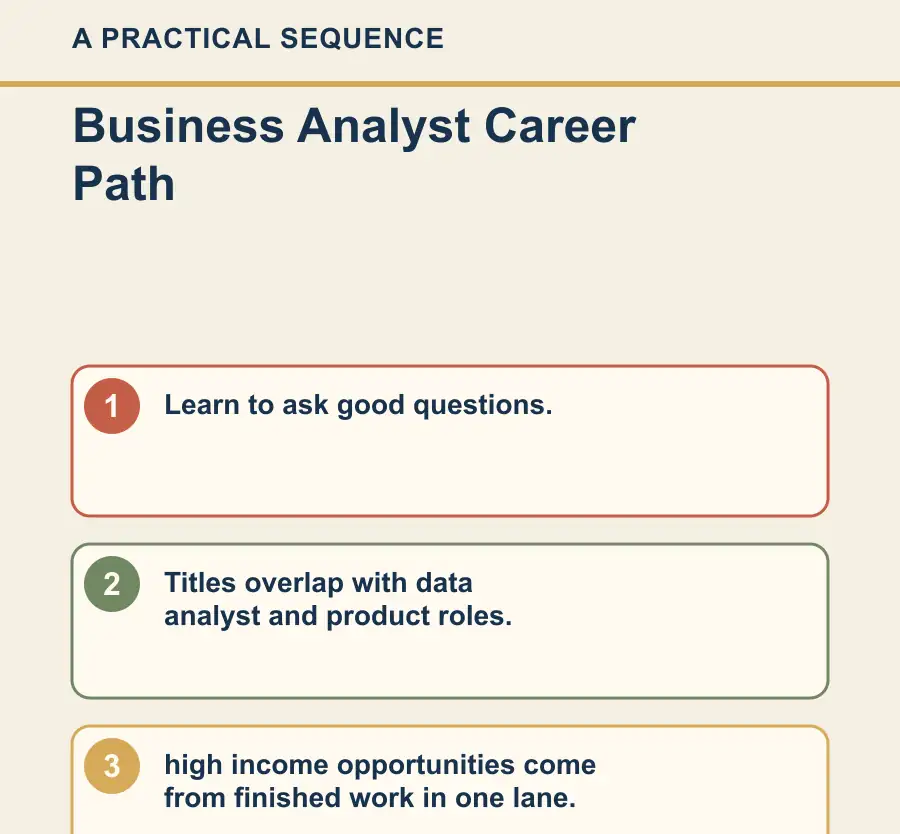 A PRACTICAL SEQUENCE
Business Analyst Career
Path
1
Learn to ask good questions.
2
Titles overlap with data
analyst and product roles.
3
high income opportunities come
from finished work in one lane.